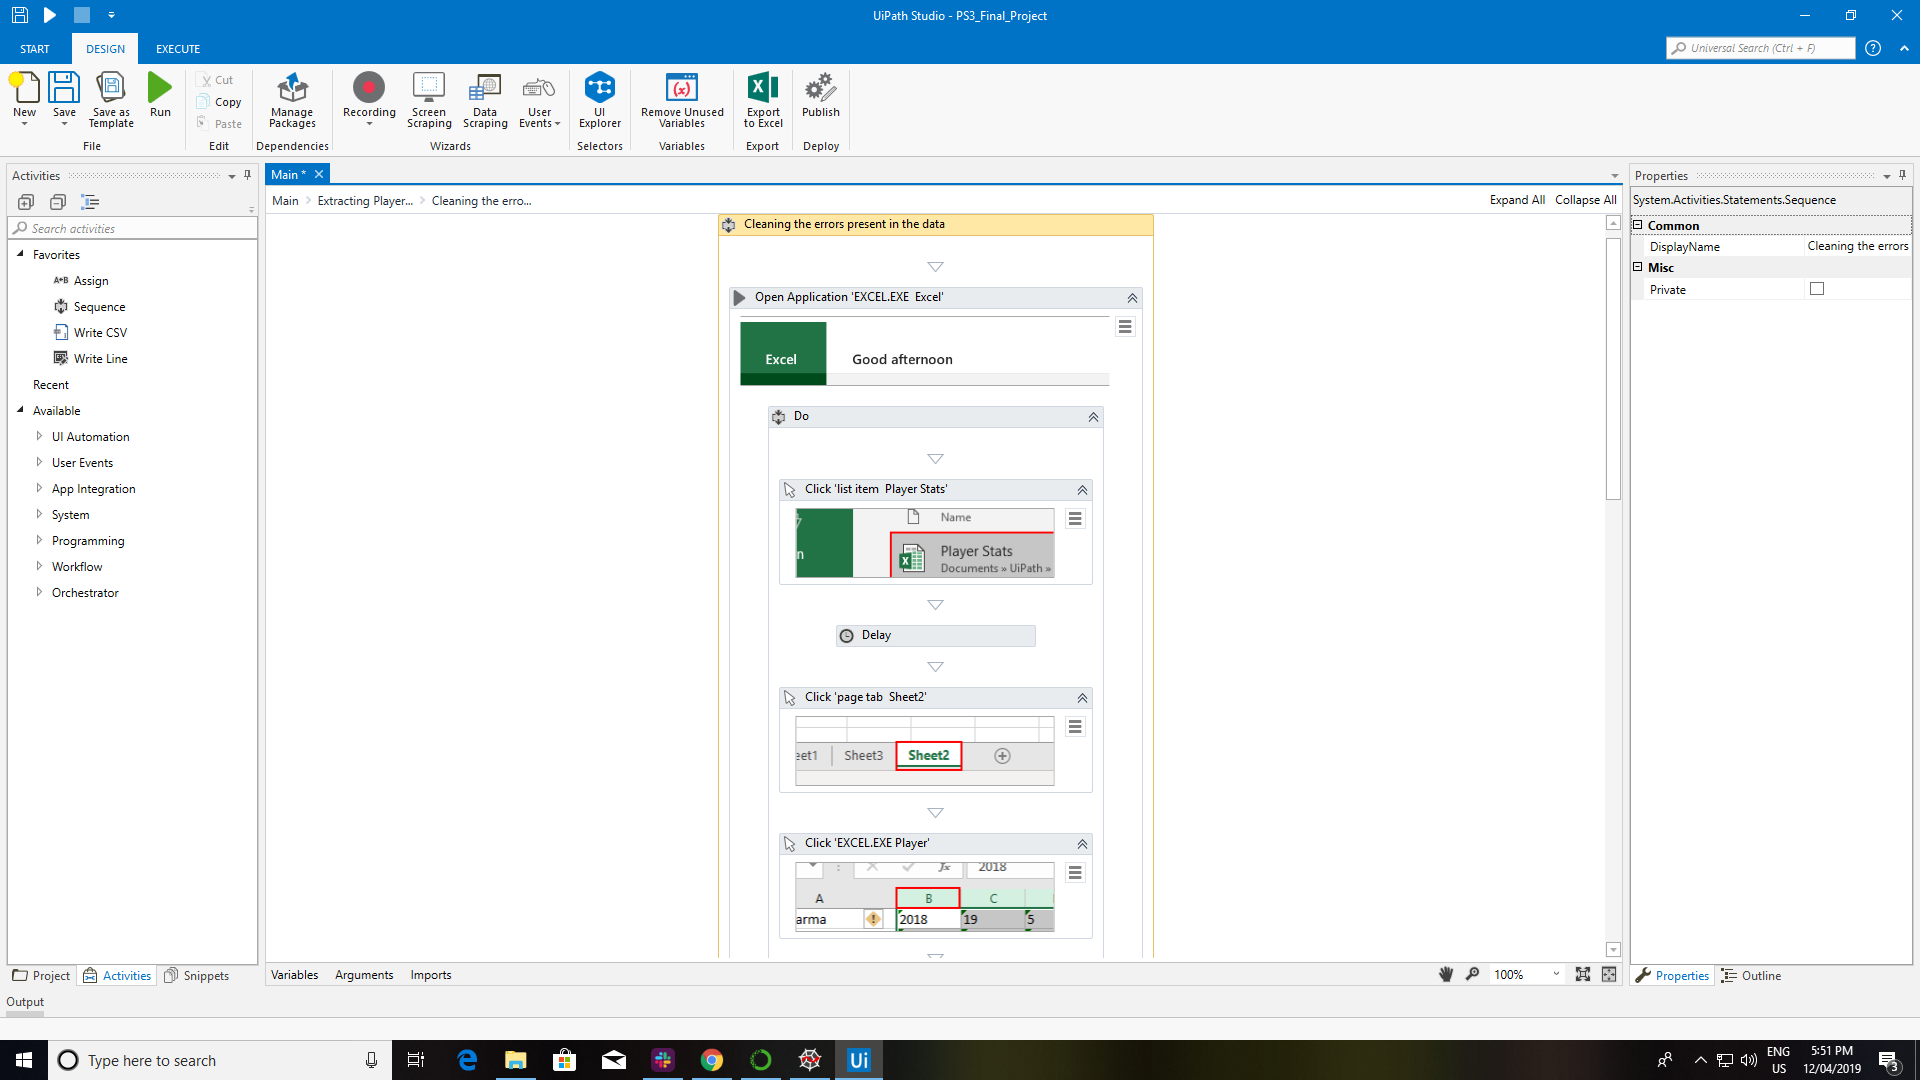 UiPath Studio - PS3_Final_Project
START
DESIGN
EXECUTE
Universal Search (Ctrl + F)
New
Save
Save as Template
Run
Cut
Copy
Paste
Manage Packages
Recording
Screen Scraping
Data Scraping
User Events
UI Explorer
Remove Unused Variables
Export to Excel
Publish
File
Edit
Dependencies
Wizards
Selectors
Variables
Export
Deploy
Activities
Search activities
Favorites
Assign
Sequence
Write CSV
Write Line
Recent
Available
UI Automation
User Events
App Integration
System
Programming
Workflow
Orchestrator
Project
Activities
Snippets
Main *
Main
Extracting Player...
Cleaning the erro...
Expand All
Collapse All
Cleaning the errors present in the data
Open Application 'EXCEL.EXE Excel'
Excel
Good afternoon
Do
Click 'list item Player Stats'
n
Name
Player Stats
Documents » UiPath »
Delay
Click 'page tab Sheet2'
eet1
Sheet3
Sheet2
Click 'EXCEL.EXE Player'
fx
2018
A
B
C
arma
2018
19
5
Variables
Arguments
Imports
100%
Properties
System.Activities.Statements.Sequence
Common
DisplayName
Cleaning the errors
Misc
Private
Properties
Outline
Output
Type here to search
Ui
ENG
US
5:51 PM
12/04/2019
3